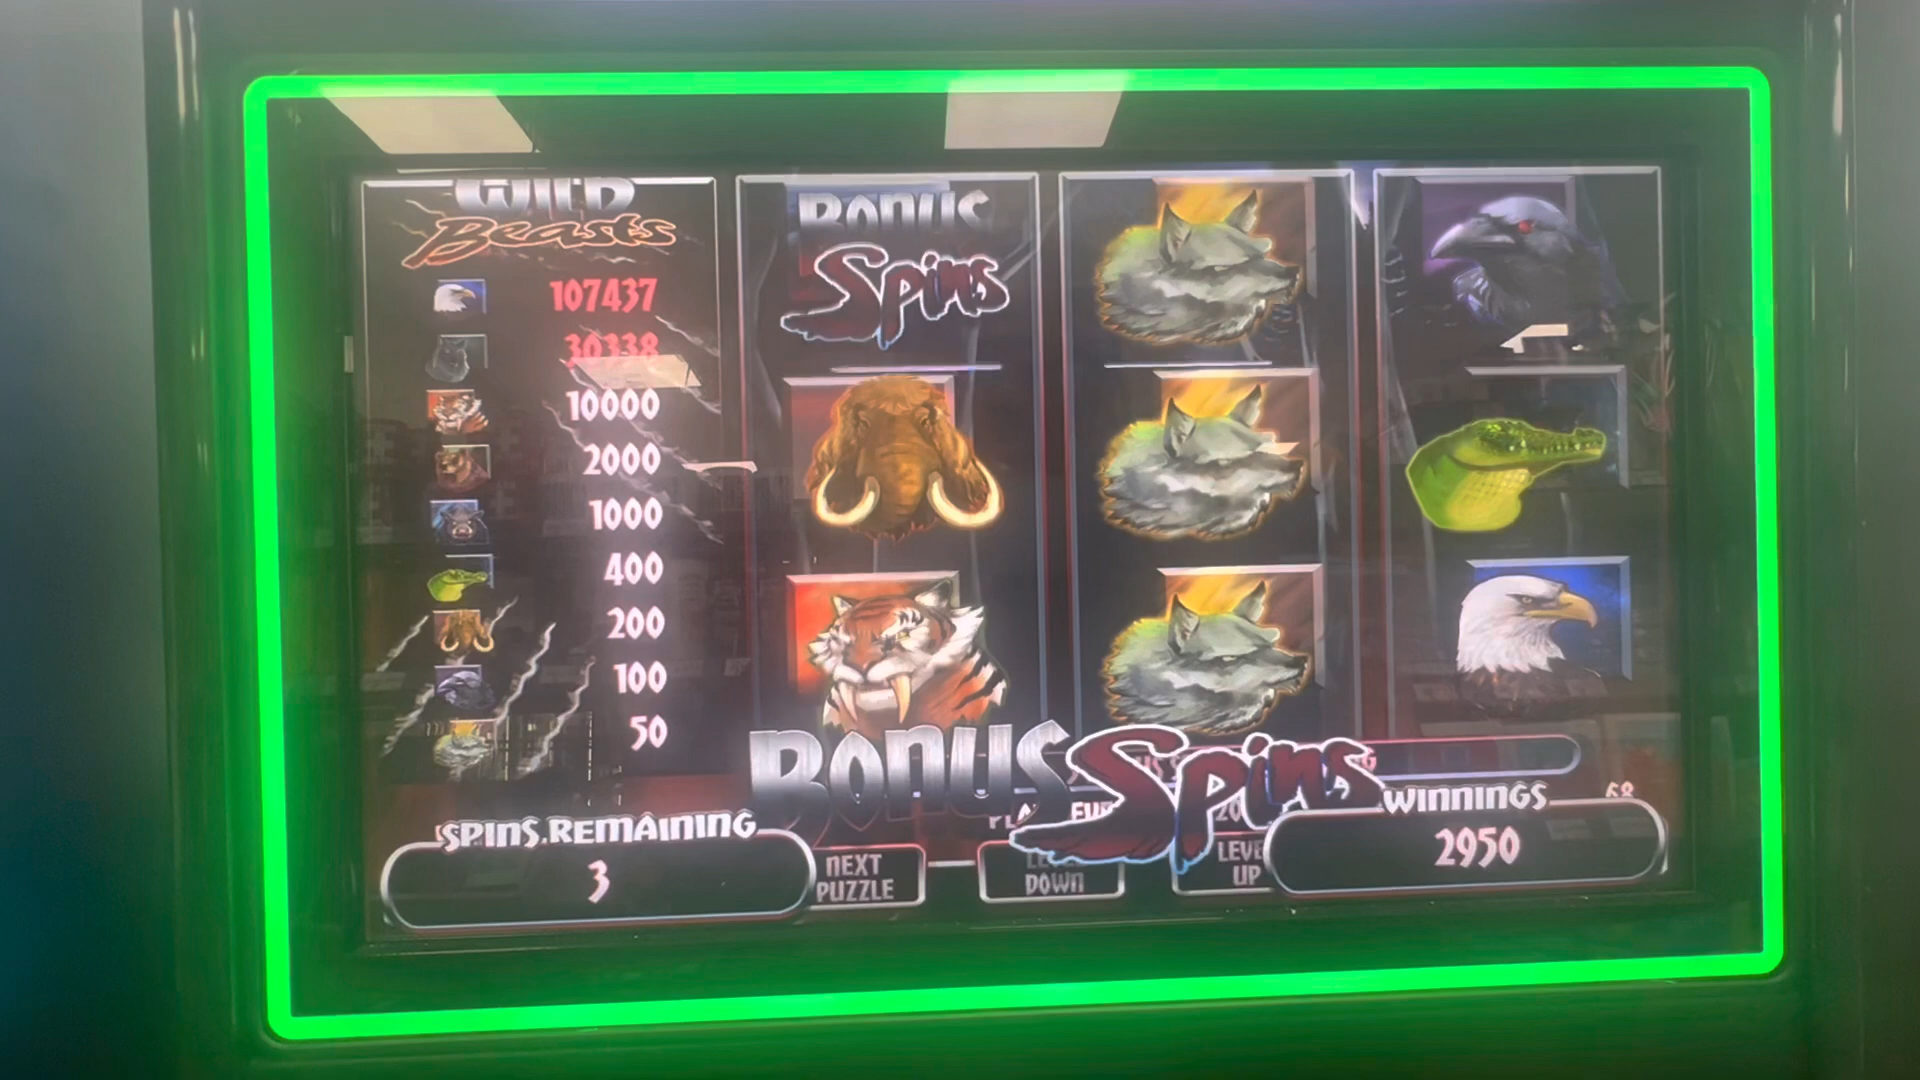 WILD
Beasts
107437
30338
10000
2000
1000
400
200
100
50
BONUS
Spins
BONUS Spins
SPINS REMAINING
3
NEXT
PUZZLE
DOWN
LEVEL
UP
WINNINGS
2950